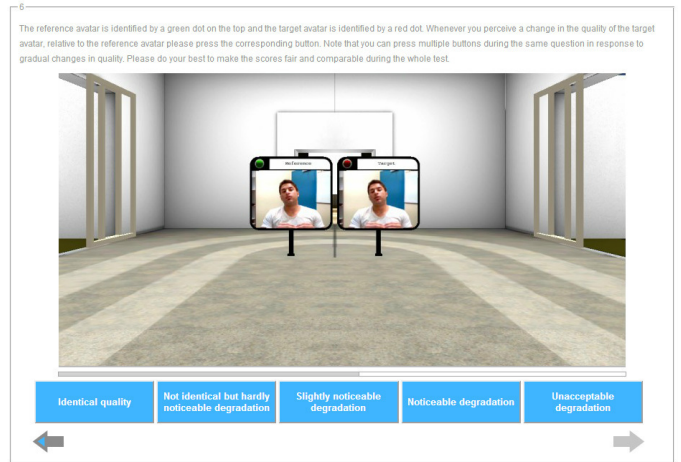 6
The reference avatar is identified by a green dot on the top and the target avatar is identified by a red dot. Whenever you perceive a change in the quality of the target
avatar, relative to the reference avatar please press the corresponding button. Note that you can press multiple buttons during the same question in response to
gradual changes in quality. Please do your best to make the scores fair and comparable during the whole test.
Reference
Target
Identical quality
Not identical but hardly
noticeable degradation
Slightly noticeable
degradation
Noticeable degradation
Unacceptable
degradation